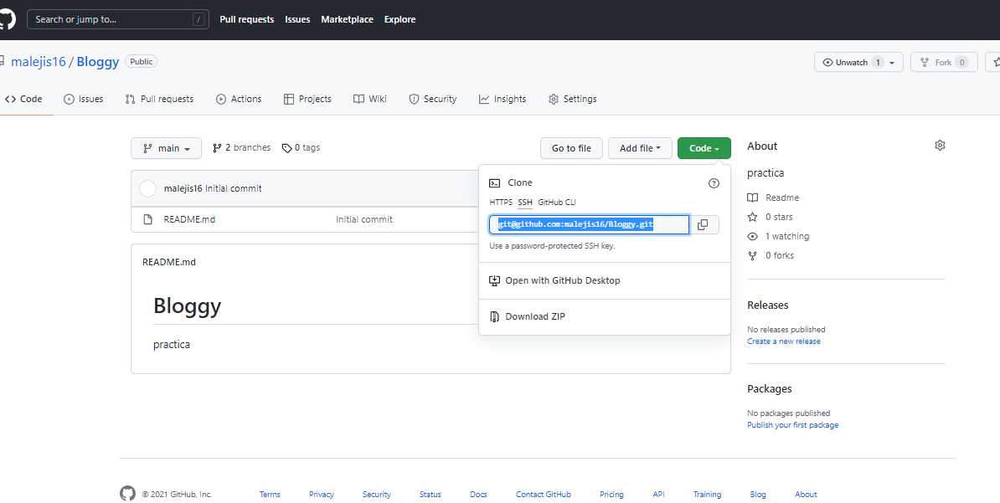 Search or jump to... /
Pull requests Issues Marketplace Explore
malejis16 / Bloggy Public
Unwatch 1 Fork 0
Code Issues Pull requests Actions Projects Wiki Security Insights Settings
main 2 branches 0 tags
Go to file Add file Code
malejis16 Initial commit
README.md Initial commit
README.md
Bloggy
practica
Clone
HTTPS SSH GitHub CLI
git@github.com:malejis16/Bloggy.git
Use a password-protected SSH key.
Open with GitHub Desktop
Download ZIP
About
practica
Readme
0 stars
1 watching
0 forks
Releases
No releases published
Create a new release
Packages
No packages published
Publish your first package
© 2021 GitHub, Inc. Terms Privacy Security Status Docs Contact GitHub Pricing API Training Blog About